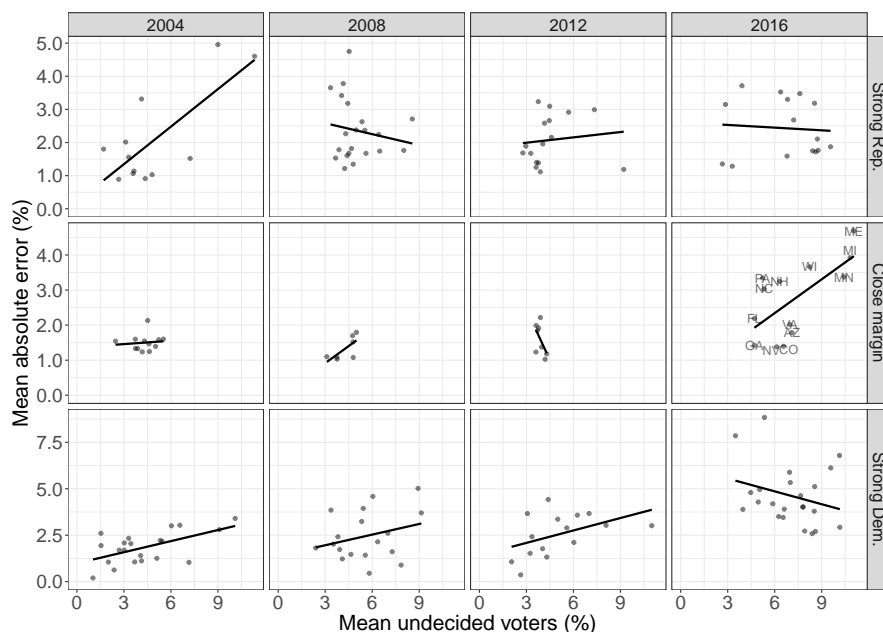 2004 2008 2012 2016
Mean absolute error (%)
5.0
4.0
3.0
2.0
1.0
0.0
Strong Rep.
4.0
3.0
2.0
1.0
0.0
ME
MI
WI
MN
PA NH
NC
FL
VA
AZ
GA NV CO
Close margin
7.5
5.0
2.5
0.0
Strong Dem.
0 3 6 9 0 3 6 9 0 3 6 9 0 3 6 9
Mean undecided voters (%)